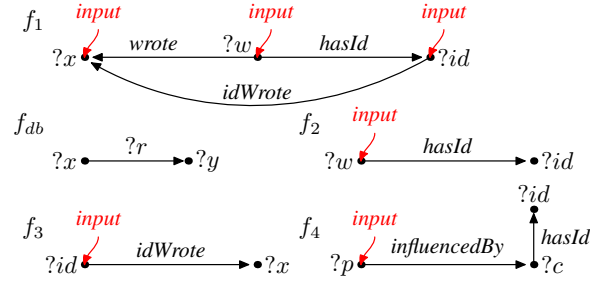 f1 input input input
?x wrote ?w hasId ?id
idWrote
fdb f2 input
?x ?r ?y ?w hasId ?id
?id
f3 input f4 input
?id idWrote ?x ?p influencedBy ?c hasId